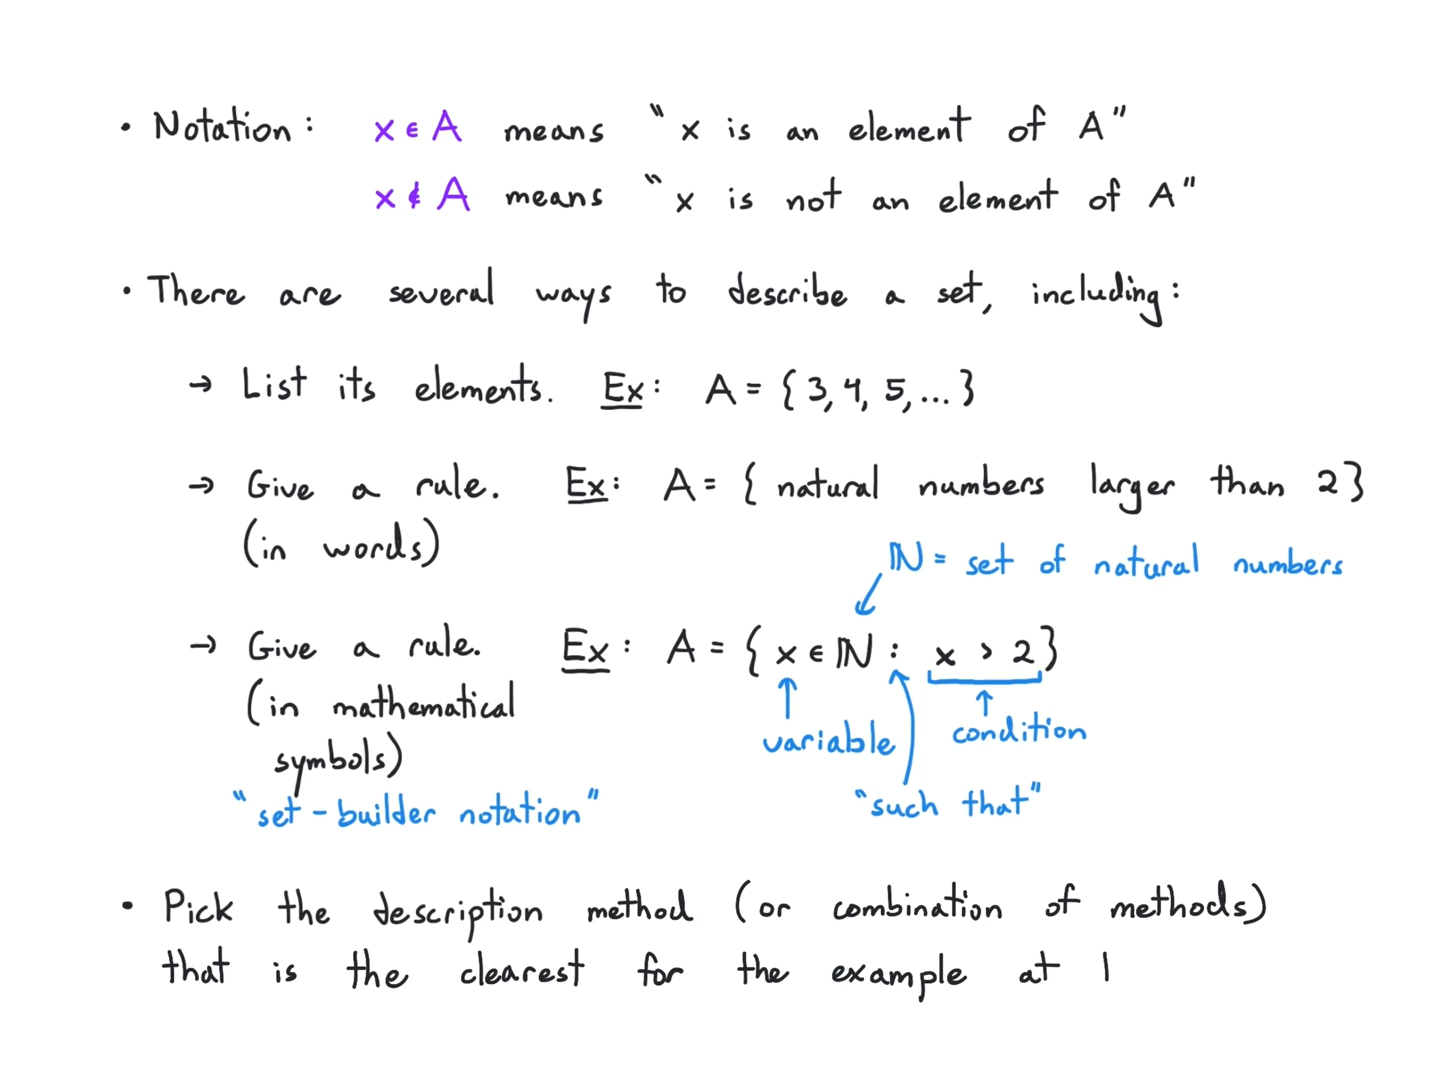 • Notation: x ∈ A means "x is an element of A"
x ∉ A means "x is not an element of A"
• There are several ways to describe a set, including:
→ List its elements. Ex: A = {3, 4, 5, ...}
→ Give a rule. Ex: A = {natural numbers larger than 2}
(in words)
ℕ = set of natural numbers
→ Give a rule. Ex: A = {x ∈ ℕ : x > 2}
(in mathematical
symbols)
variable
condition
"set-builder notation"
"such that"
• Pick the description method (or combination of methods)
that is the clearest for the example at